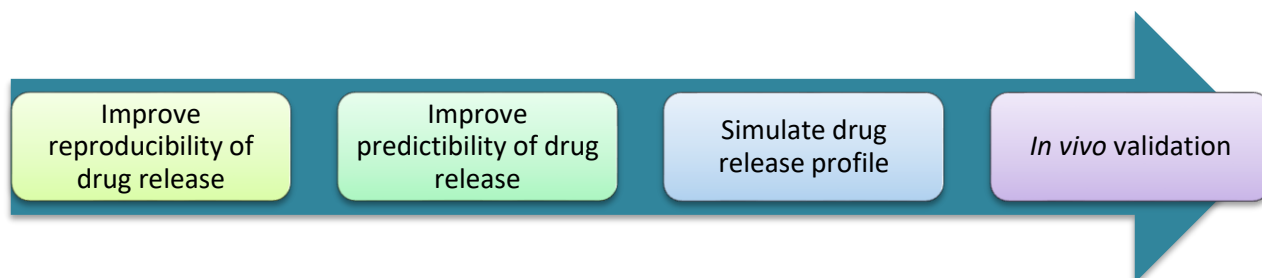 Improve
reproducibility of
drug release
Improve
predictibility of drug
release
Simulate drug
release profile
In vivo validation